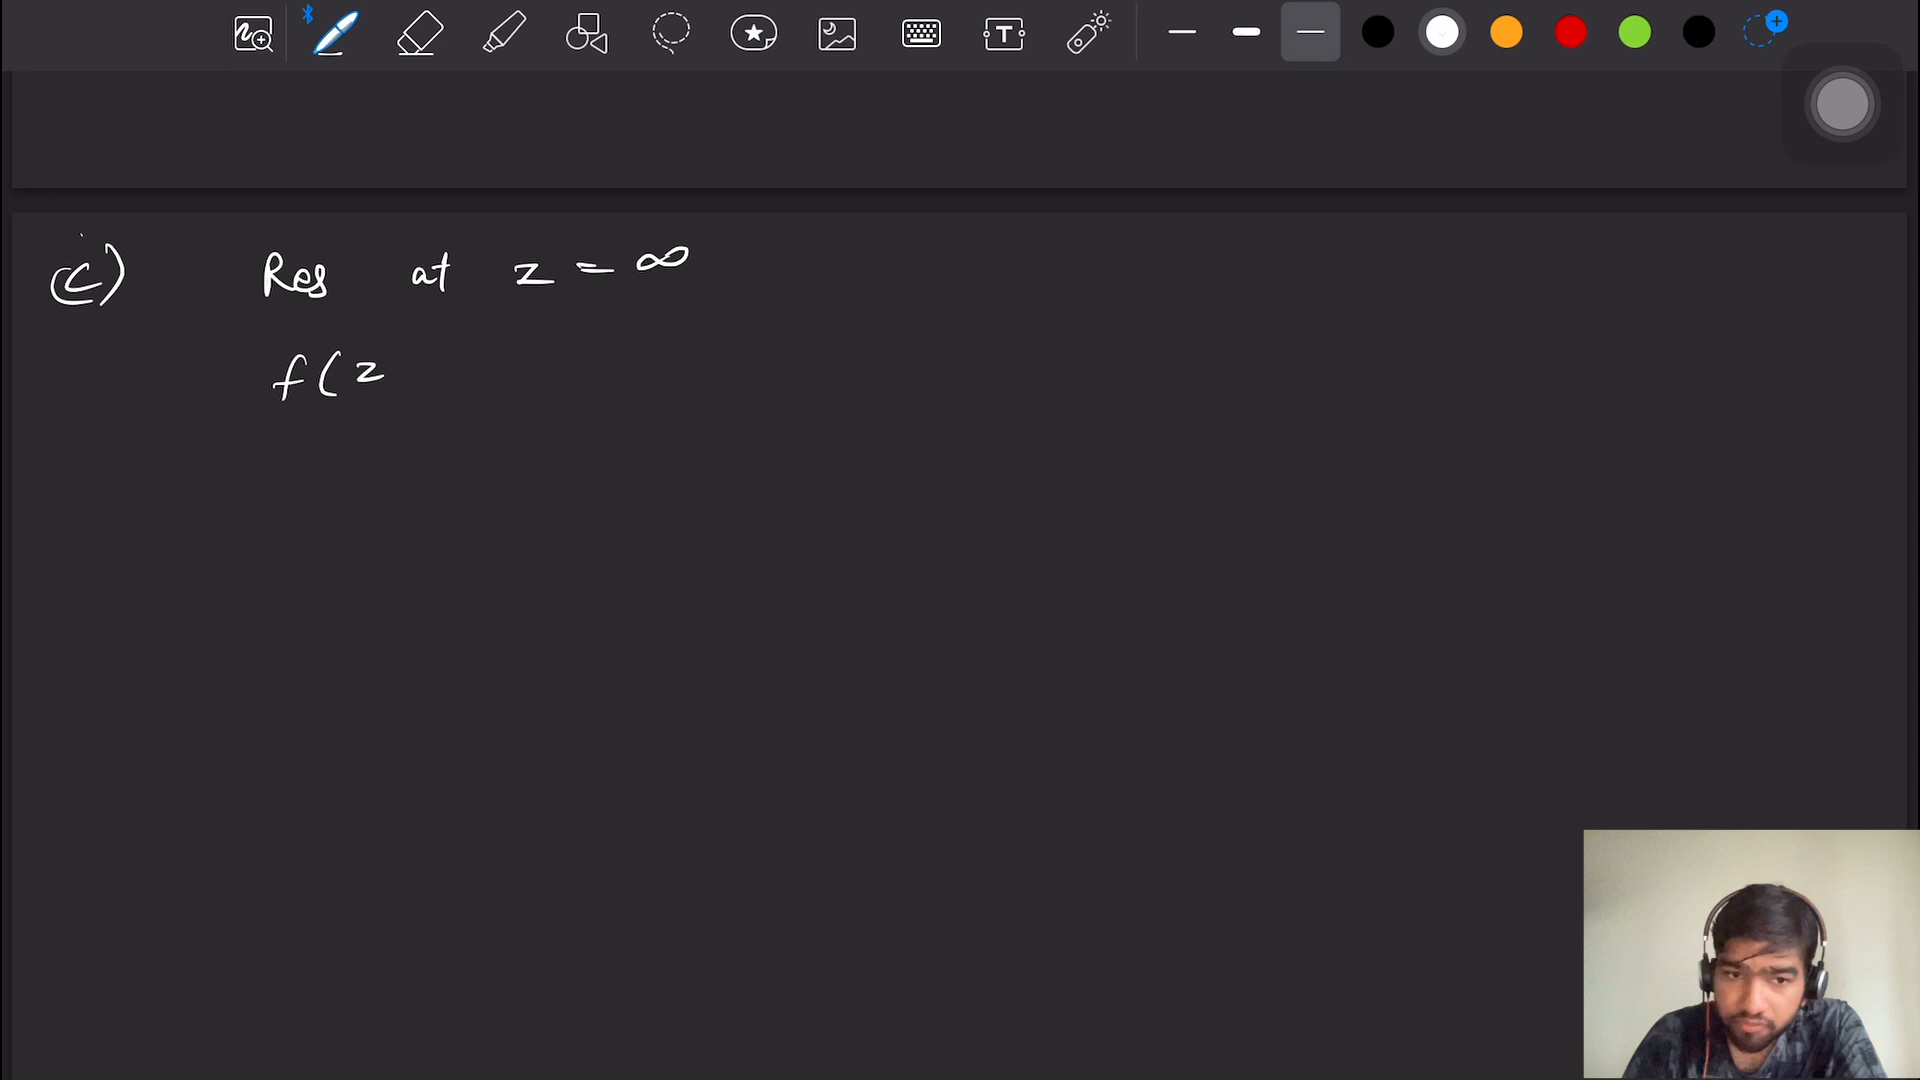 (c) Res at z = ∞
f(z